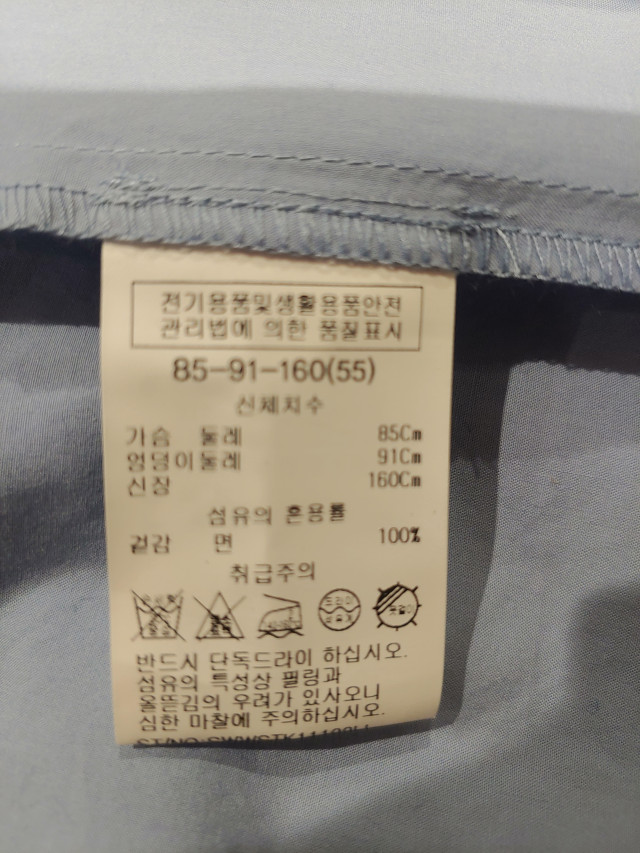 전기용품및생활용품안전
관리법에 의한 품질표시
85-91-160(55)
신체치수
가슴 둘레 85Cm
엉덩이둘레 91Cm
신장 160Cm
섬유의 혼용률
겉감 면 100%
취급주의
드라이
반드시 단독드라이 하십시오.
섬유의 특성상 필링과
올뜯김의 우려가 있사오니
심한 마찰에 주의하십시오.